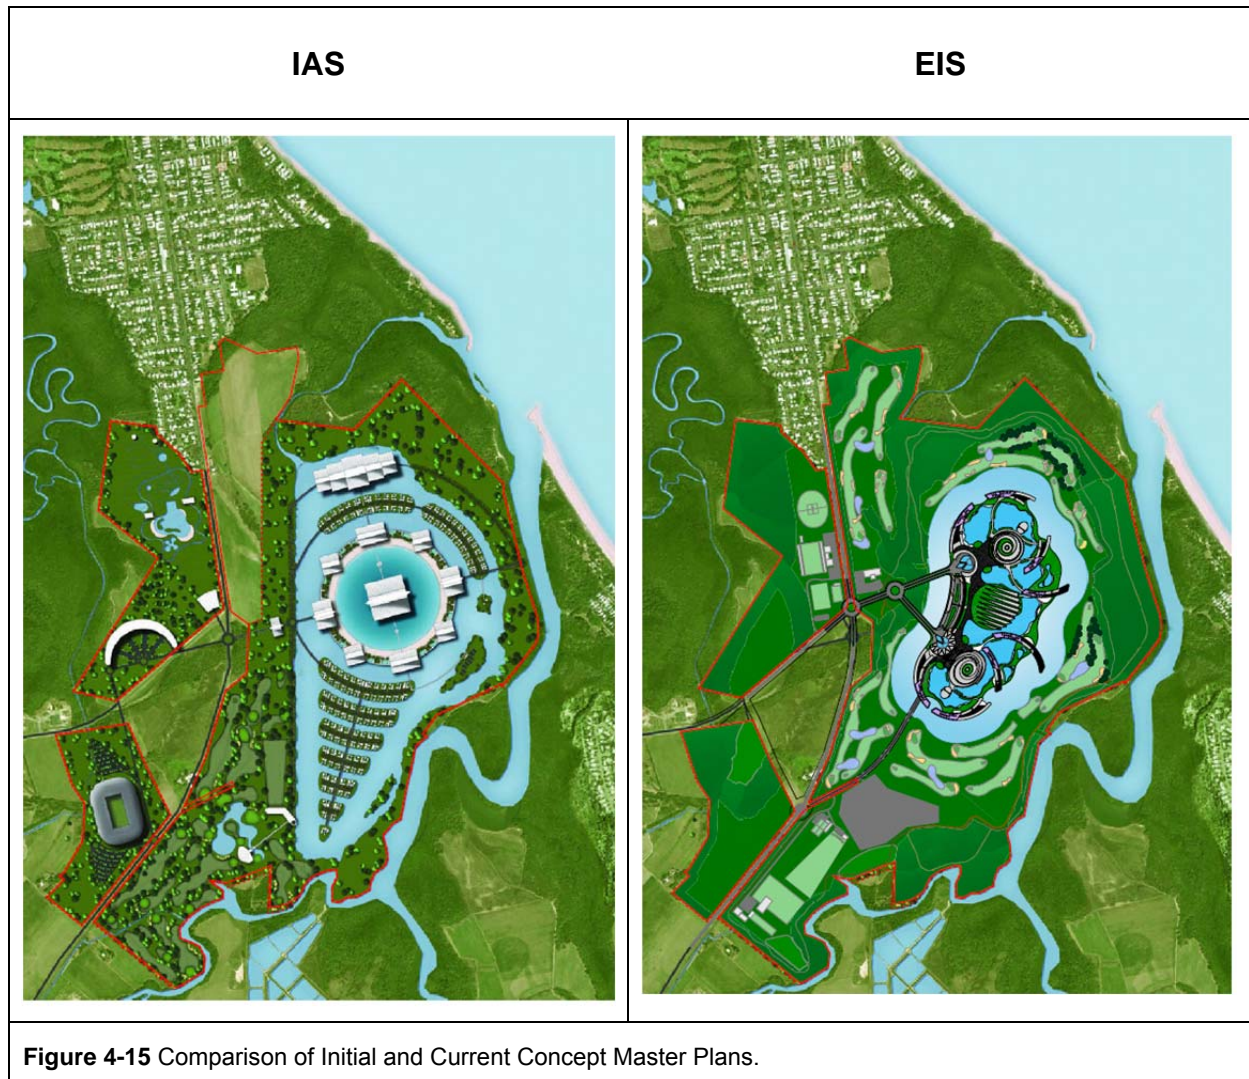 IAS
EIS
Figure 4-15 Comparison of Initial and Current Concept Master Plans.